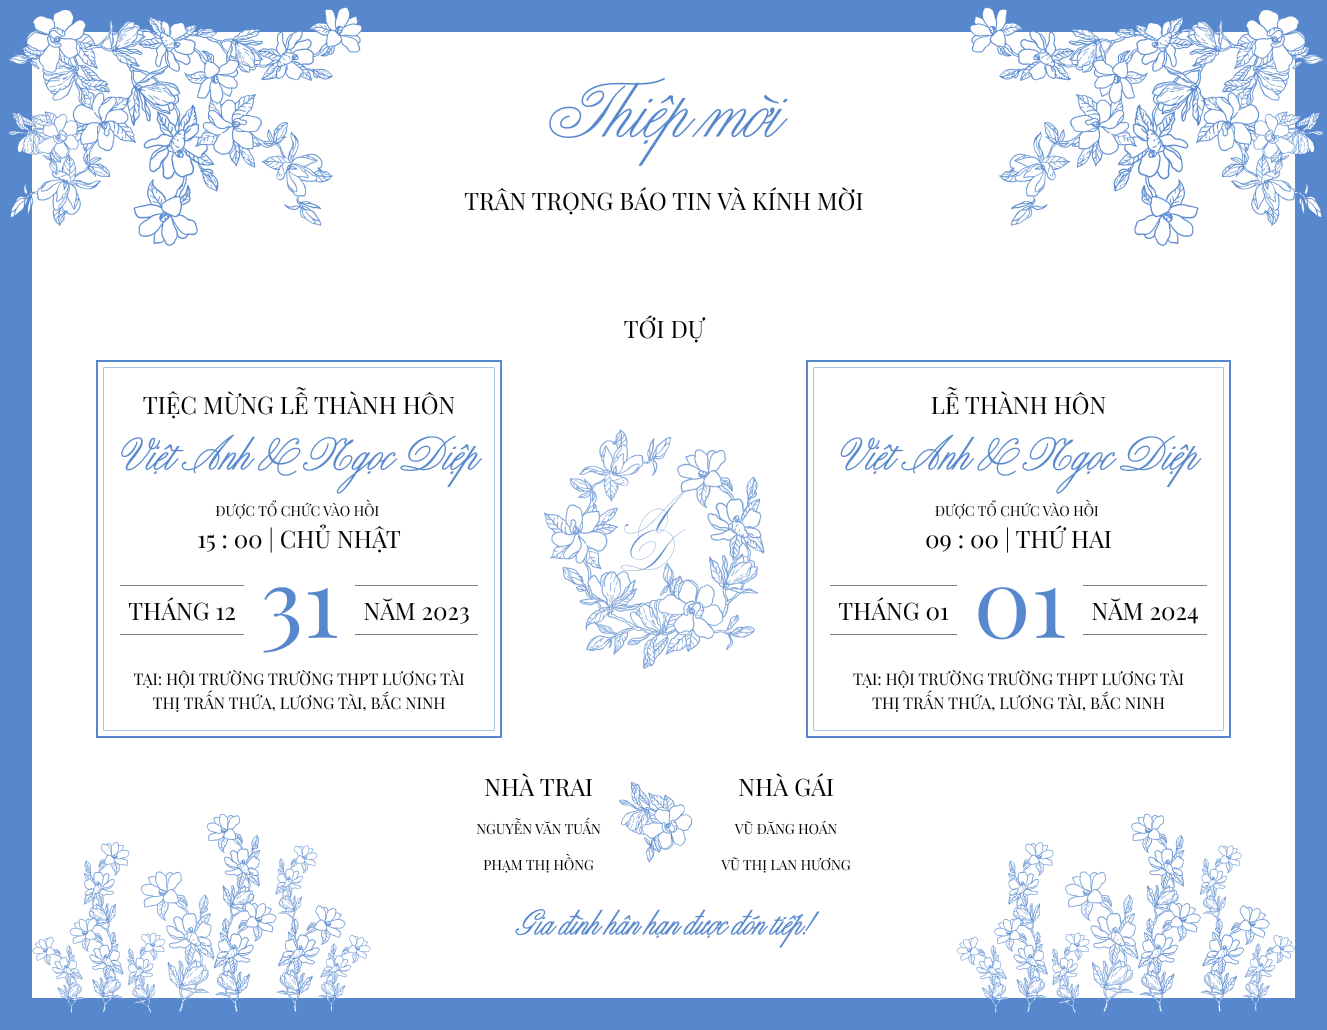 Thiệp mời
TRÂN TRỌNG BÁO TIN VÀ KÍNH MỜI
TỚI DỰ
TIỆC MỪNG LỄ THÀNH HÔN
Việt Anh & Ngọc Diệp
ĐƯỢC TỔ CHỨC VÀO HỒI
15 : 00 | CHỦ NHẬT
THÁNG 12
31
NĂM 2023
TẠI: HỘI TRƯỜNG TRƯỜNG THPT LƯƠNG TÀI
THỊ TRẤN THỨA, LƯƠNG TÀI, BẮC NINH
LỄ THÀNH HÔN
Việt Anh & Ngọc Diệp
ĐƯỢC TỔ CHỨC VÀO HỒI
09 : 00 | THỨ HAI
THÁNG 01
01
NĂM 2024
TẠI: HỘI TRƯỜNG TRƯỜNG THPT LƯƠNG TÀI
THỊ TRẤN THỨA, LƯƠNG TÀI, BẮC NINH
NHÀ TRAI
NGUYỄN VĂN TUẤN
PHẠM THỊ HỒNG
NHÀ GÁI
VŨ ĐĂNG HOÁN
VŨ THỊ LAN HƯƠNG
Gia đình hân hạn được đón tiếp!